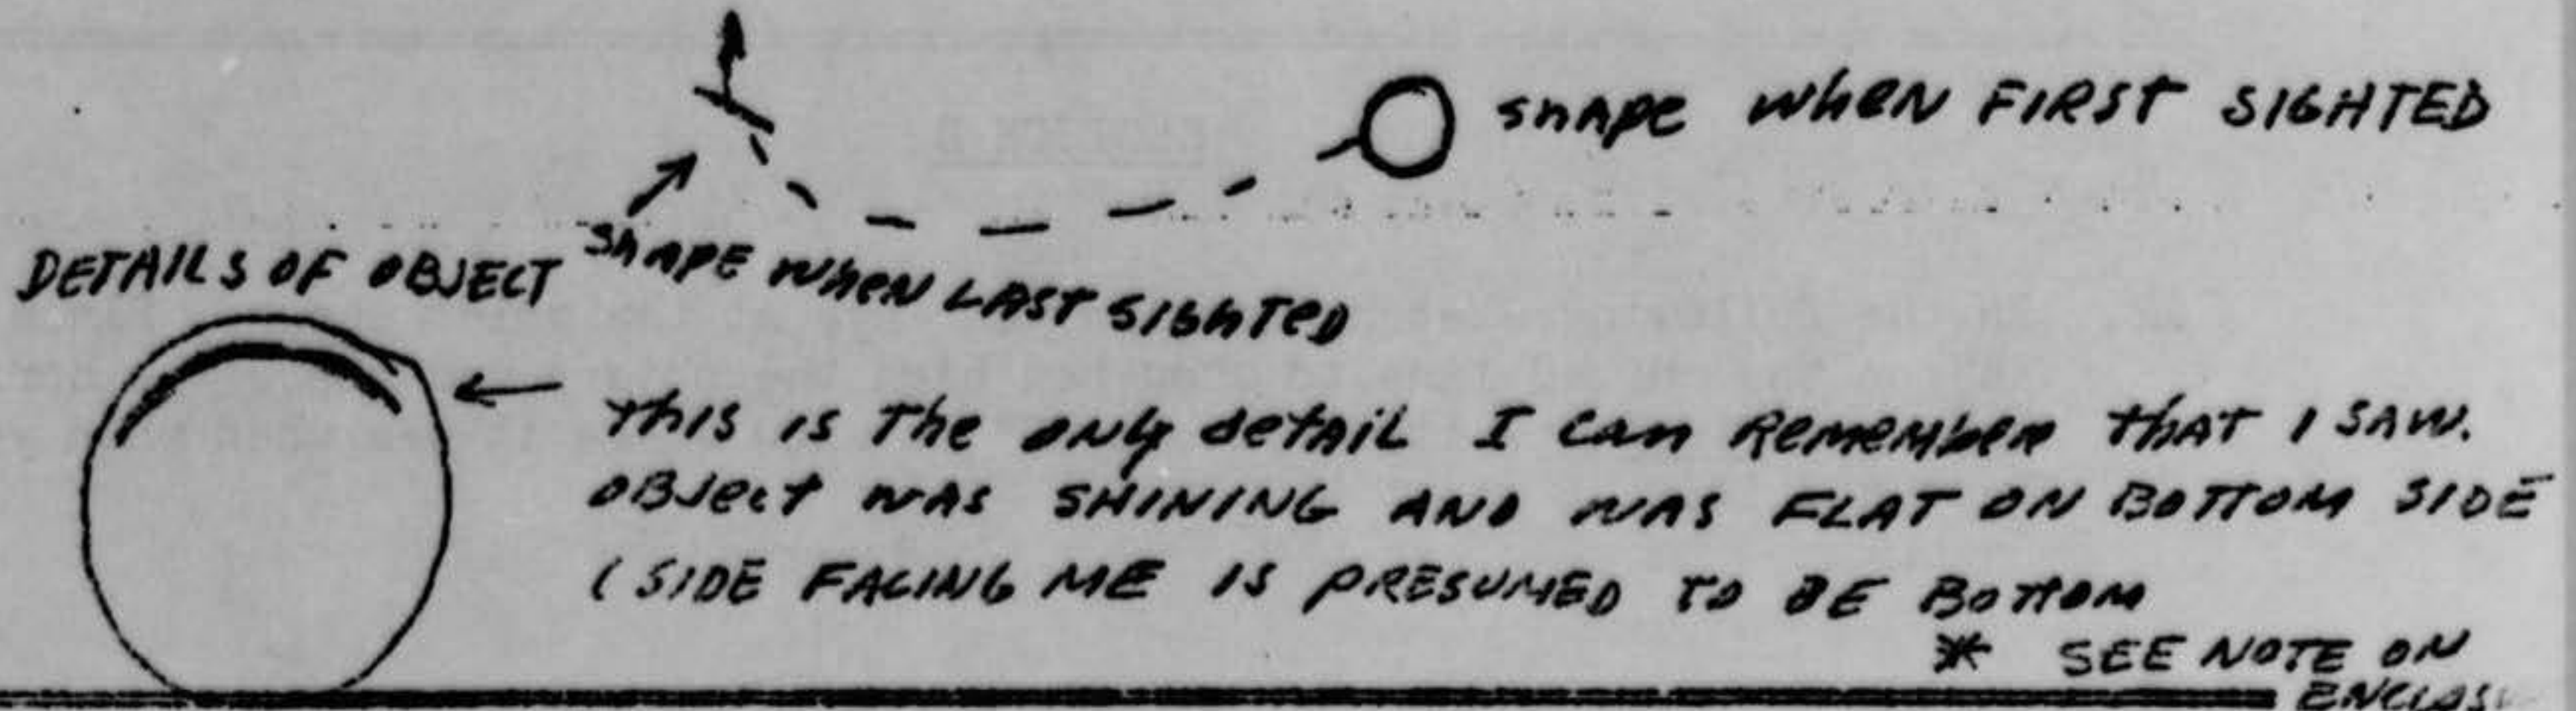 shape when FIRST SIGHTED
shape when LAST SIGHTED
DETAILS OF OBJECT
This is The only detail I can Remember that I SAW.
OBJect WAS SHINING AND WAS FLAT ON BOTTOM SIDE
(SIDE FACING ME IS PRESUMED TO BE BOTTOM
* SEE NOTE ON